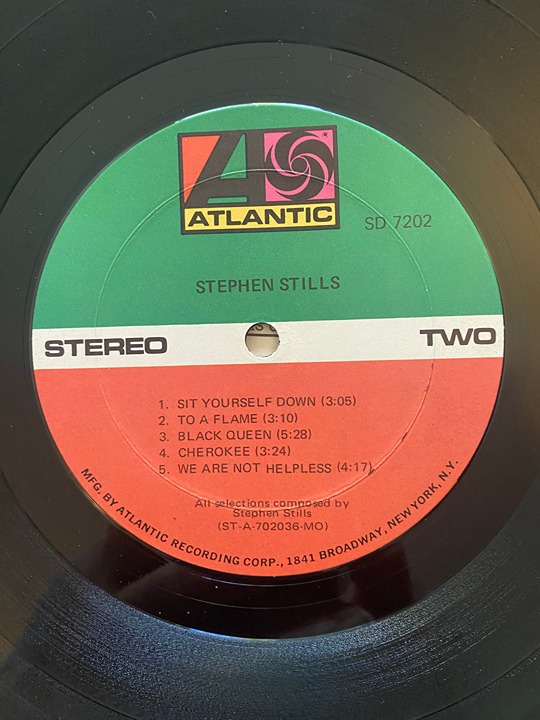 ATLANTIC
SD 7202
STEPHEN STILLS
STEREO
TWO
1. SIT YOURSELF DOWN (3:05)
2. TO A FLAME (3:10)
3. BLACK QUEEN (5:28)
4. CHEROKEE (3:24)
5. WE ARE NOT HELPLESS (4:17)
All selections composed by
Stephen Stills
(ST-A-702036-MO)
MFG. BY ATLANTIC RECORDING CORP., 1841 BROADWAY, NEW YORK, N.Y.